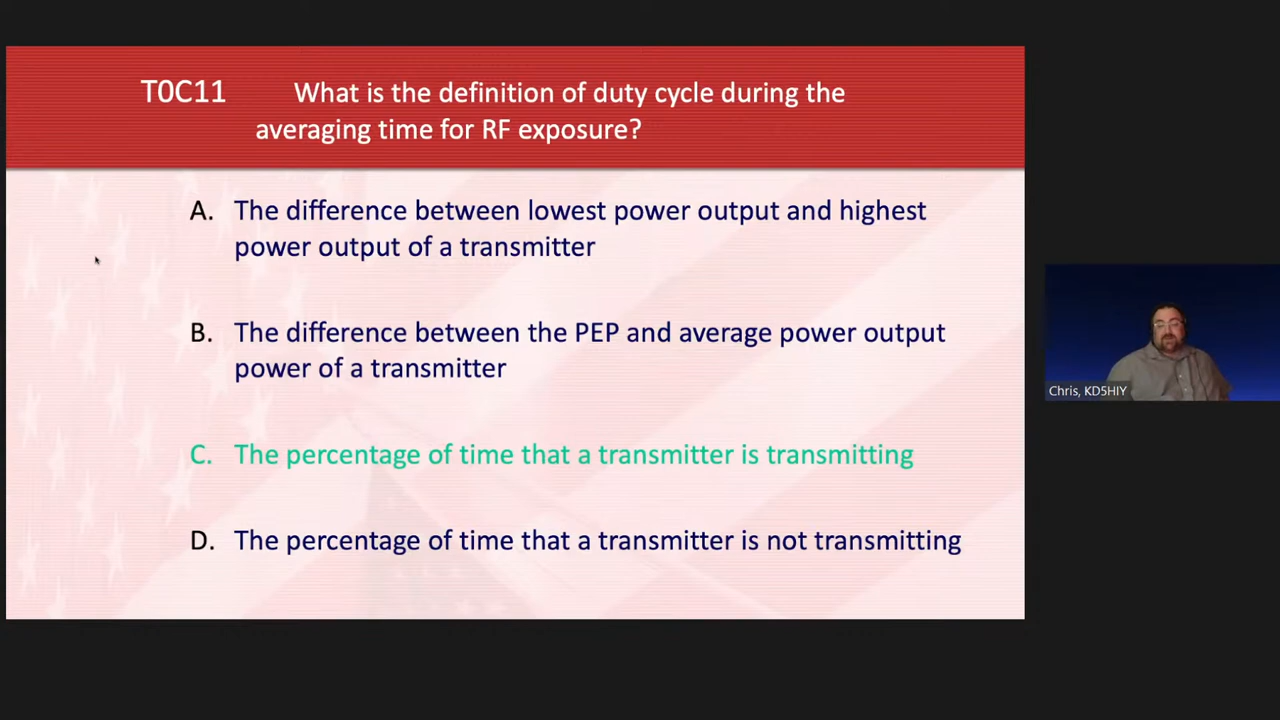 T0C11 What is the definition of duty cycle during the
averaging time for RF exposure?
A. The difference between lowest power output and highest
power output of a transmitter
B. The difference between the PEP and average power output
power of a transmitter
C. The percentage of time that a transmitter is transmitting
D. The percentage of time that a transmitter is not transmitting
Chris, KD5HIY